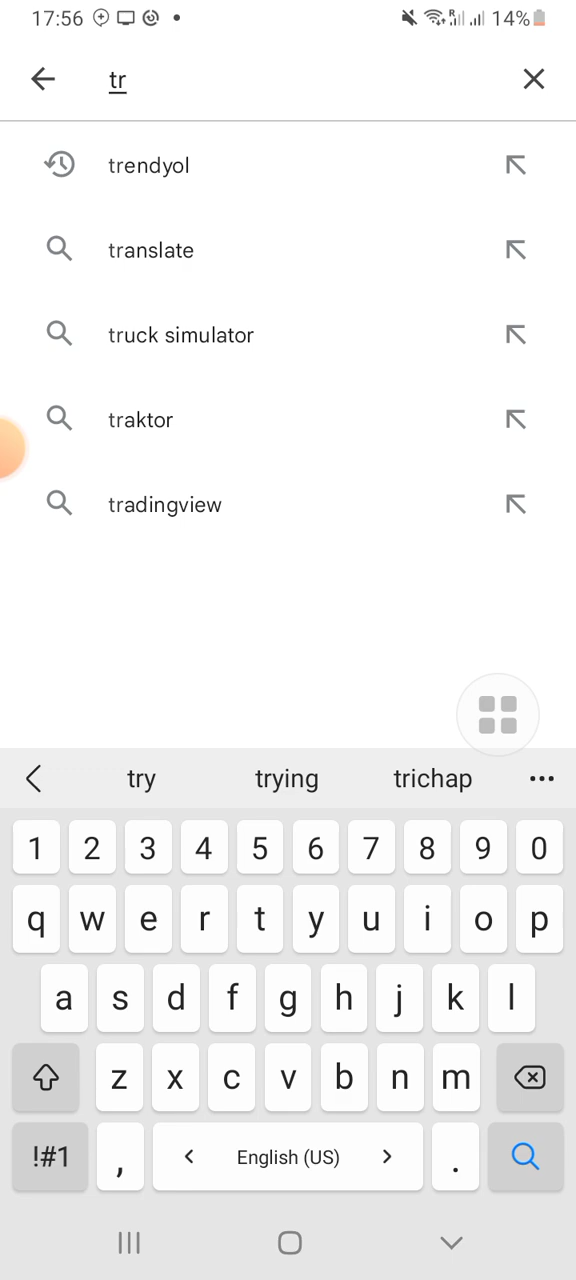 17:56 R 14%
tr
trendyol
translate
truck simulator
traktor
tradingview
try trying trichap
1 2 3 4 5 6 7 8 9 0
q w e r t y u i o p
a s d f g h j k l
z x c v b n m
!#1 , < English (US) > .